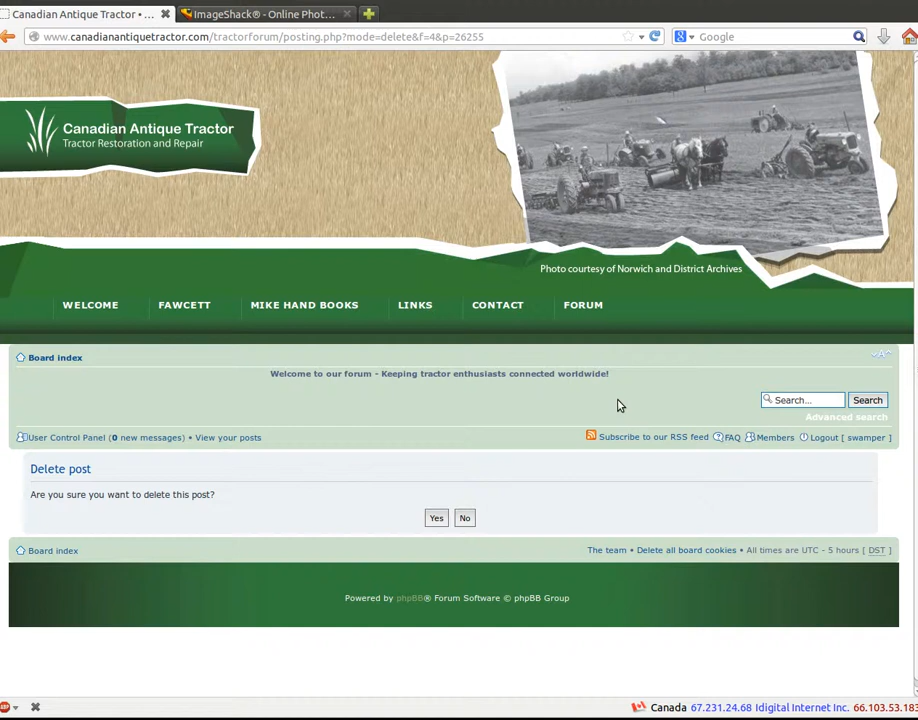 Canadian Antique Tractor • ...
ImageShack® - Online Phot...
www.canadianantiquetractor.com/tractorforum/posting.php?mode=delete&f=4&p=26255
Google
Canadian Antique Tractor
Tractor Restoration and Repair
Photo courtesy of Norwich and District Archives
WELCOME
FAWCETT
MIKE HAND BOOKS
LINKS
CONTACT
FORUM
Board index
Welcome to our forum - Keeping tractor enthusiasts connected worldwide!
Search...
Search
Advanced search
User Control Panel (0 new messages) • View your posts
Subscribe to our RSS feed
FAQ
Members
Logout [ swamper ]
Delete post
Are you sure you want to delete this post?
Yes
No
Board index
The team • Delete all board cookies • All times are UTC - 5 hours [ DST ]
Powered by phpBB® Forum Software © phpBB Group
Canada 67.231.24.68 Idigital Internet Inc. 66.103.53.183